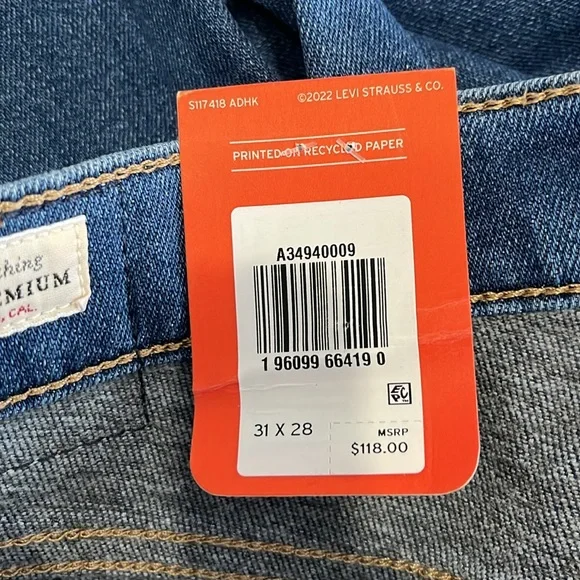 S117418 ADHK ©2022 LEVI STRAUSS & CO.
PRINTED ON RECYCLED PAPER
A34940009
1 96099 66419 0
31 X 28
MSRP
$118.00
CAL.